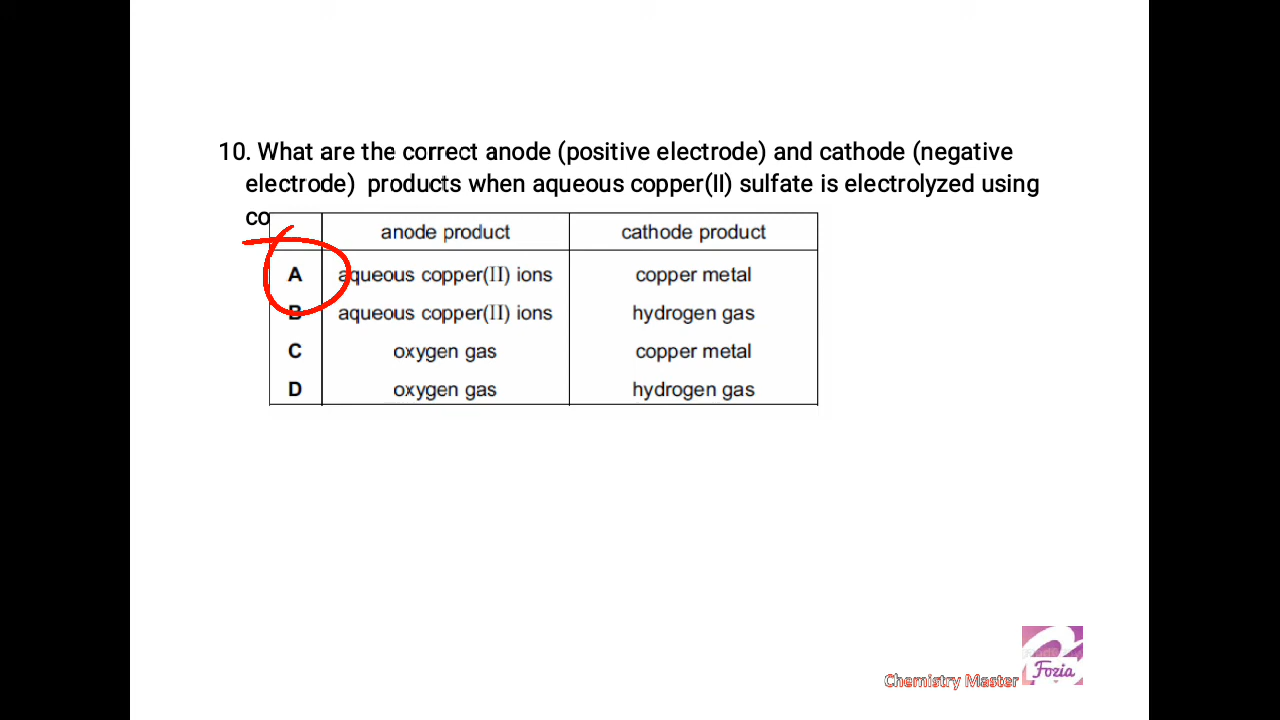 10. What are the correct anode (positive electrode) and cathode (negative
electrode) products when aqueous copper(II) sulfate is electrolyzed using
co
anode product cathode product
A aqueous copper(II) ions copper metal
B aqueous copper(II) ions hydrogen gas
C oxygen gas copper metal
D oxygen gas hydrogen gas
Fozia
Chemistry Master